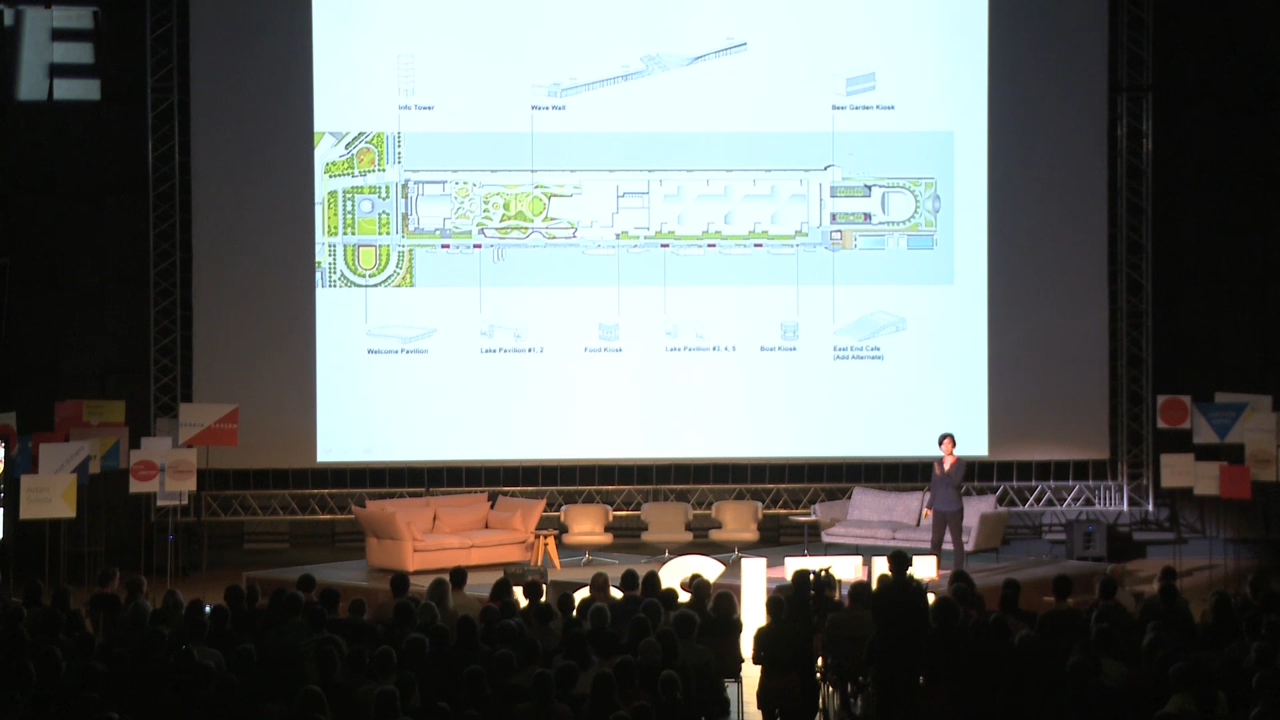 E
Info Tower
Wave Wall
Beer Garden Kiosk
Welcome Pavilion
Lake Pavilion #1, 2
Food Kiosk
Lake Pavilion #3, 4, 5
Boat Kiosk
East End Cafe
(Add Alternate)